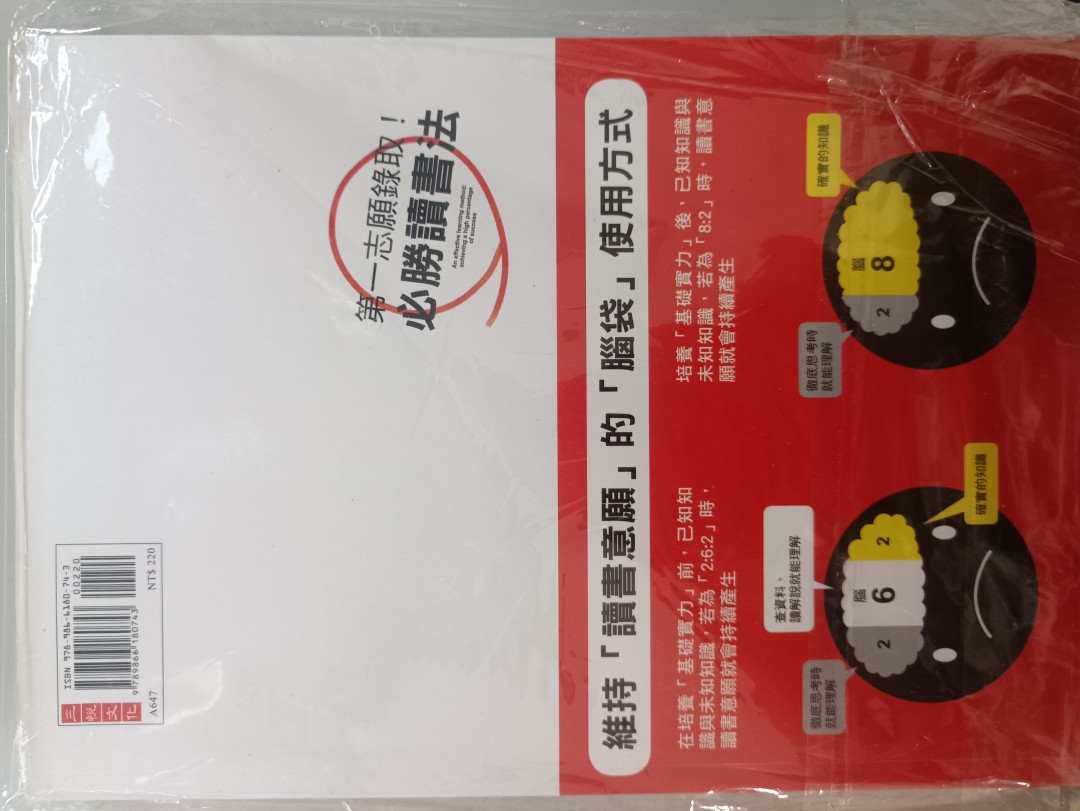 第一志願錄取！
必勝讀書法
An effective learning method:
achieving a high percentage
of success
維持「讀書意願」的「腦袋」使用方式
在培養「基礎實力」前，已知知
識與未知知識，若為「2:6:2」時，
讀書意願就會持續產生
徹底思考時
就能理解
查資料、
讀解說就能理解
確實的知識
腦
2
6
2
培養「基礎實力」後，已知知識與
未知知識，若為「8:2」時，讀書意
願就會持續產生
徹底思考時
就能理解
確實的知識
腦
2
8
ISBN 978-986-6180-74-3
00220
9 789866 180743
三悅文化
A647
NT$ 220